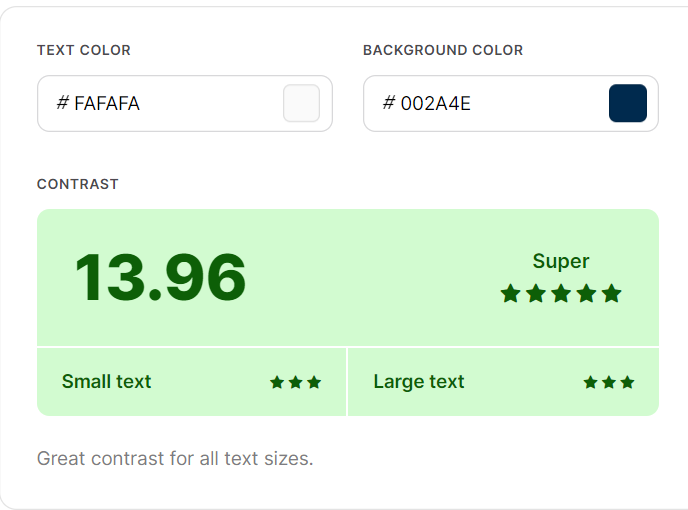 TEXT COLOR
BACKGROUND COLOR
# FAFAFA
# 002A4E
CONTRAST
13.96
Super
Small text
Large text
Great contrast for all text sizes.